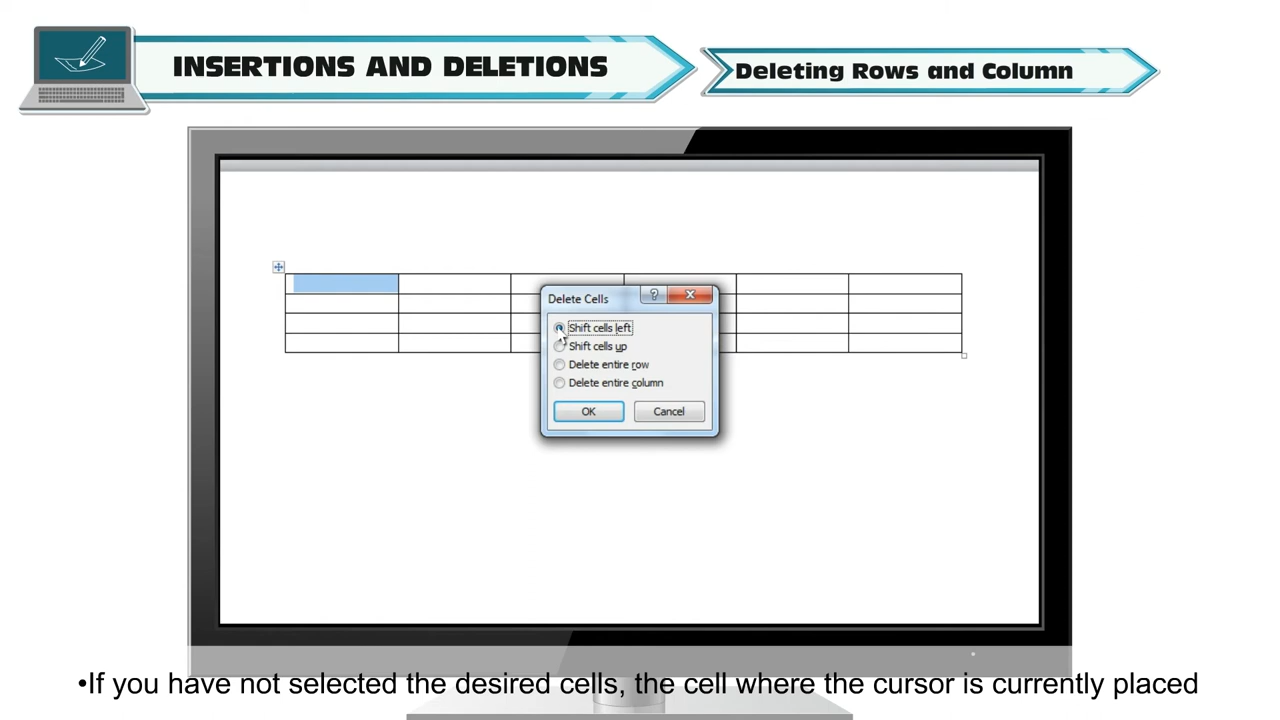 INSERTIONS AND DELETIONS
Deleting Rows and Column
Delete Cells
?
Shift cells left
Shift cells up
Delete entire row
Delete entire column
OK Cancel
•If you have not selected the desired cells, the cell where the cursor is currently placed